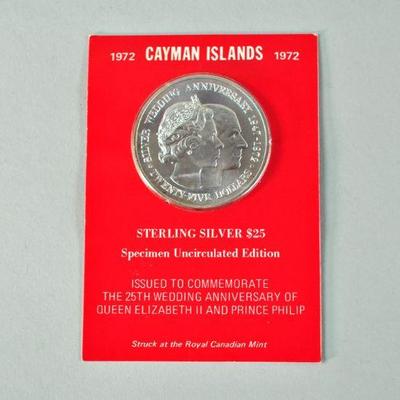 1972 CAYMAN ISLANDS 1972
SILVER WEDDING ANNIVERSARY 1947-1972
TWENTY-FIVE DOLLARS
STERLING SILVER $25
Specimen Uncirculated Edition
ISSUED TO COMMEMORATE
THE 25TH WEDDING ANNIVERSARY OF
QUEEN ELIZABETH II AND PRINCE PHILIP
Struck at the Royal Canadian Mint